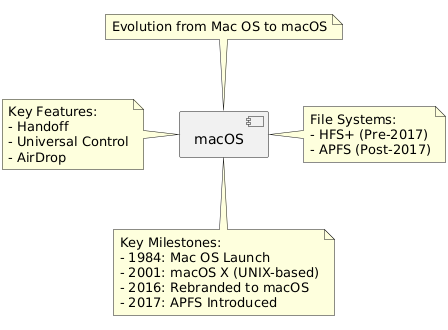 Evolution from Mac OS to macOS
Key Features:
- Handoff
- Universal Control
- AirDrop
macOS
File Systems:
- HFS+ (Pre-2017)
- APFS (Post-2017)
Key Milestones:
- 1984: Mac OS Launch
- 2001: macOS X (UNIX-based)
- 2016: Rebranded to macOS
- 2017: APFS Introduced